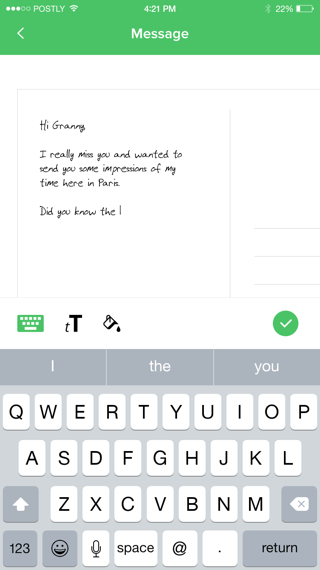 POSTLY 4:21 PM 22%
Message
Hi Granny,
I really miss you and wanted to
send you some impressions of my
time here in Paris.
Did you know the
tT
I the you
Q W E R T Y U I O P
A S D F G H J K L
Z X C V B N M
123 space @ . return